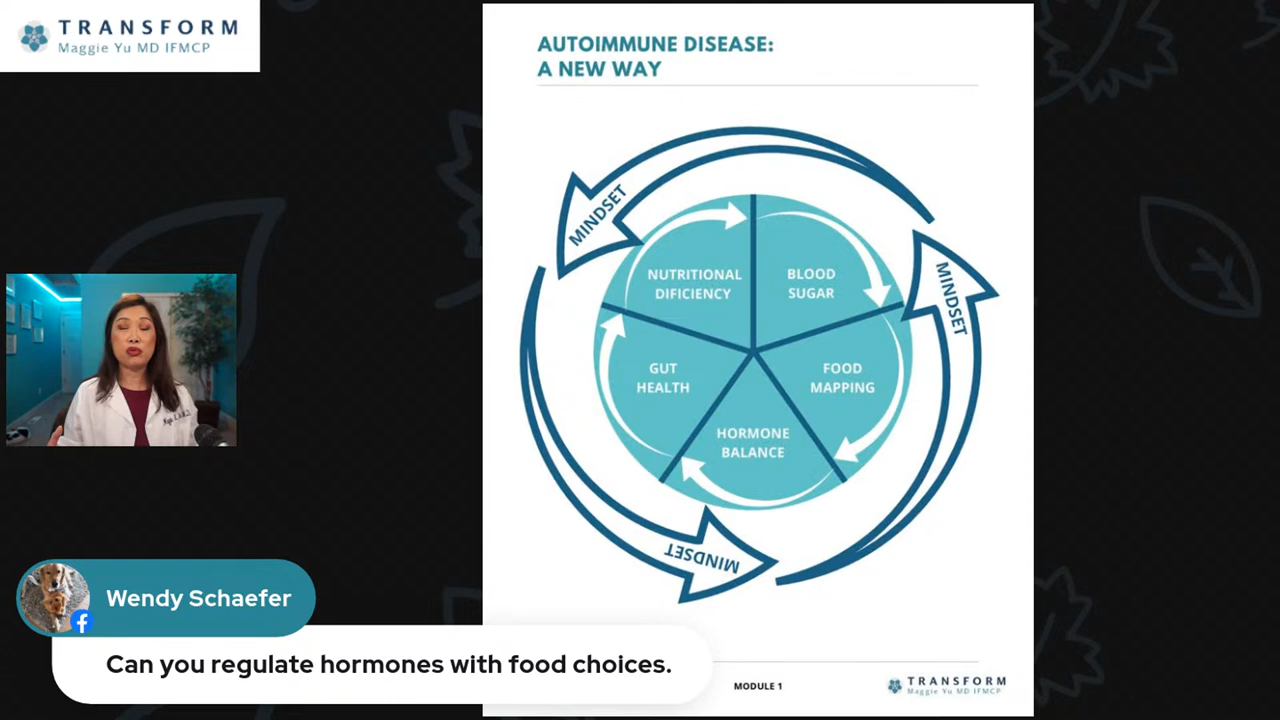 TRANSFORM
Maggie Yu MD IFMCP
AUTOIMMUNE DISEASE:
A NEW WAY
MINDSET
MINDSET
NUTRITIONAL
DIFICIENCY
BLOOD
SUGAR
GUT
HEALTH
FOOD
MAPPING
HORMONE
BALANCE
MINDSET
Wendy Schaefer
Can you regulate hormones with food choices.
MODULE 1
TRANSFORM
Maggie Yu MD IFMCP